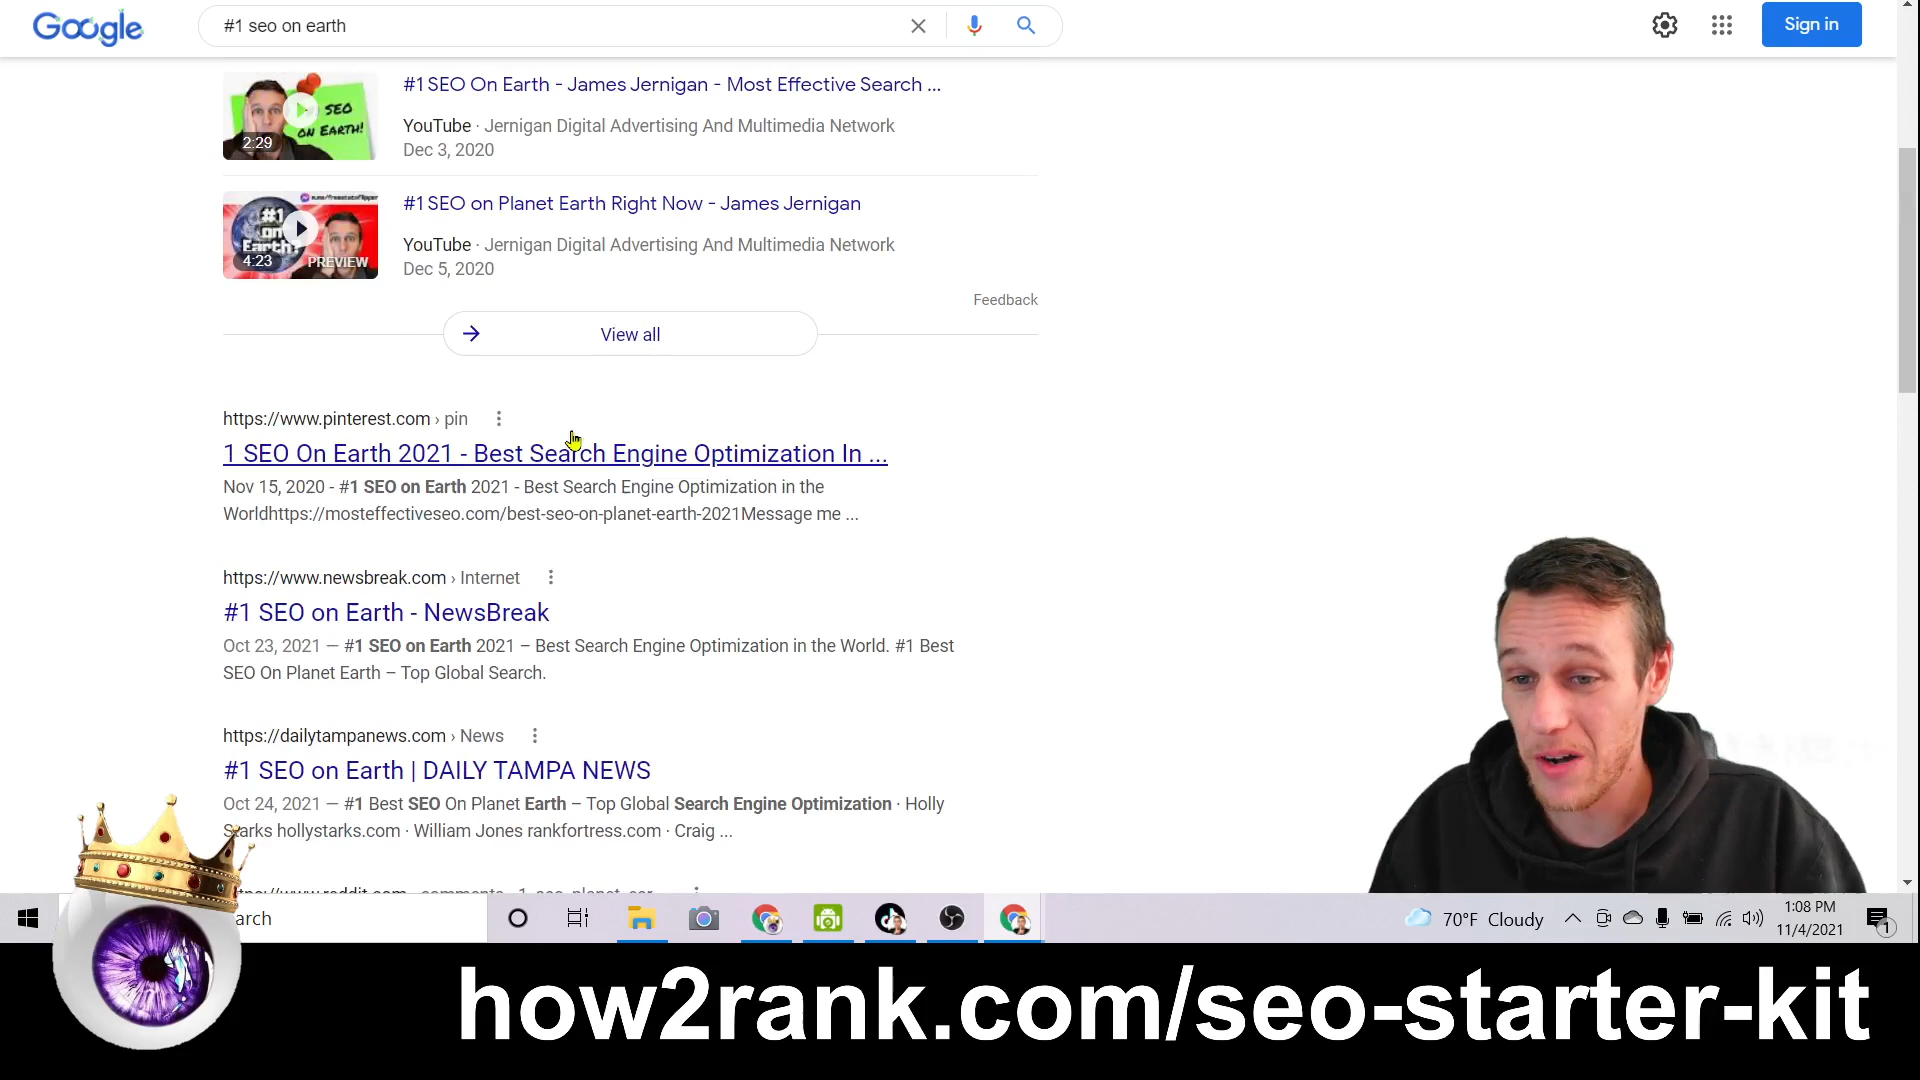 Google
#1 seo on earth
Sign in
SEO
ON EARTH!
2:29
#1 SEO On Earth - James Jernigan - Most Effective Search ...
YouTube · Jernigan Digital Advertising And Multimedia Network
Dec 3, 2020
#1
on
Earth?
4:23
PREVIEW
#1 SEO on Planet Earth Right Now - James Jernigan
YouTube · Jernigan Digital Advertising And Multimedia Network
Dec 5, 2020
Feedback
View all
https://www.pinterest.com › pin
1 SEO On Earth 2021 - Best Search Engine Optimization In ...
Nov 15, 2020 - #1 SEO on Earth 2021 - Best Search Engine Optimization in the
Worldhttps://mosteffectiveseo.com/best-seo-on-planet-earth-2021Message me ...
https://www.newsbreak.com › Internet
#1 SEO on Earth - NewsBreak
Oct 23, 2021 — #1 SEO on Earth 2021 – Best Search Engine Optimization in the World. #1 Best
SEO On Planet Earth – Top Global Search.
https://dailytampanews.com › News
#1 SEO on Earth | DAILY TAMPA NEWS
Oct 24, 2021 — #1 Best SEO On Planet Earth – Top Global Search Engine Optimization · Holly
Starks hollystarks.com · William Jones rankfortress.com · Craig ...
arch
70°F Cloudy
1:08 PM
11/4/2021
1
how2rank.com/seo-starter-kit